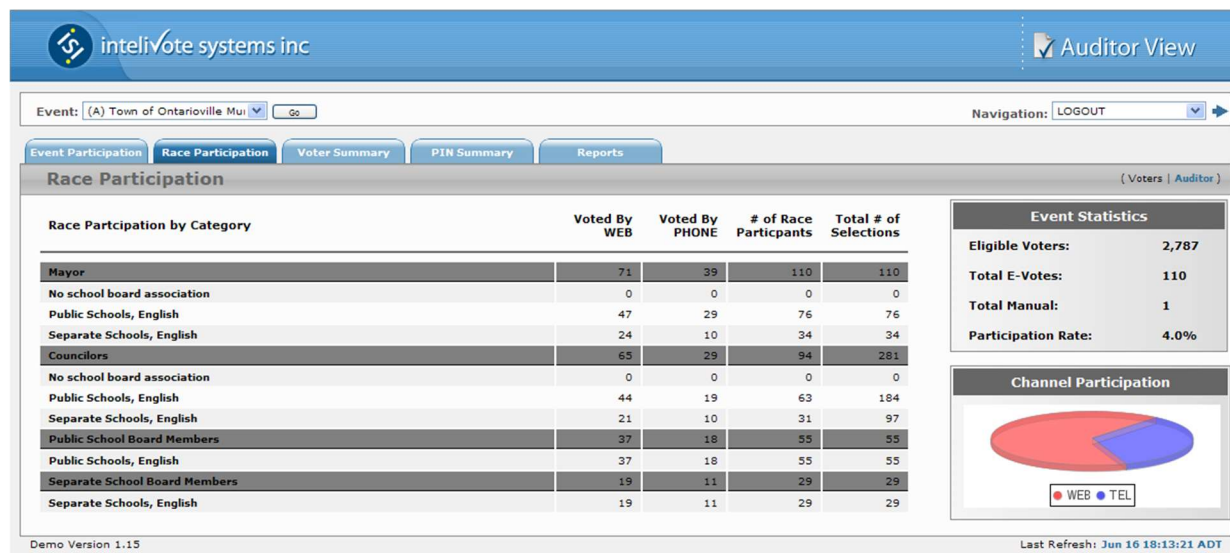 intelivote systems inc
Auditor View
Event: (A) Town of Ontarioville Mui Go
Navigation: LOGOUT
Event Participation Race Participation Voter Summary PIN Summary Reports
Race Participation
( Voters | Auditor )
Race Partcipation by Category Voted By WEB Voted By PHONE # of Race Particpants Total # of Selections
Mayor 71 39 110 110
No school board association 0 0 0 0
Public Schools, English 47 29 76 76
Separate Schools, English 24 10 34 34
Councilors 65 29 94 281
No school board association 0 0 0 0
Public Schools, English 44 19 63 184
Separate Schools, English 21 10 31 97
Public School Board Members 37 18 55 55
Public Schools, English 37 18 55 55
Separate School Board Members 19 11 29 29
Separate Schools, English 19 11 29 29
Event Statistics
Eligible Voters: 2,787
Total E-Votes: 110
Total Manual: 1
Participation Rate: 4.0%
Channel Participation
WEB TEL
Demo Version 1.15
Last Refresh: Jun 16 18:13:21 ADT